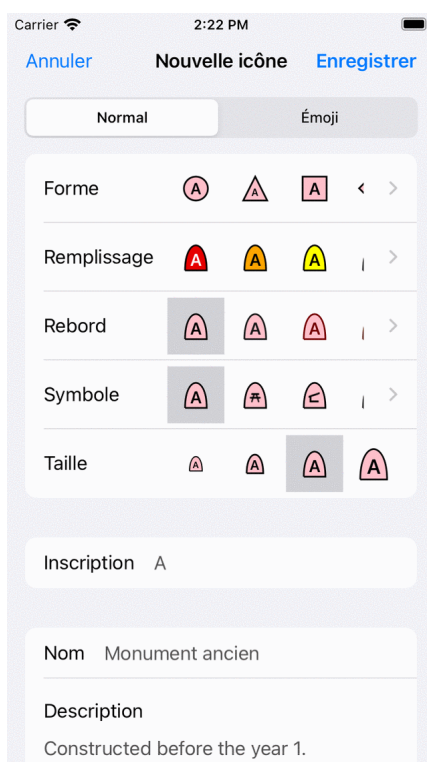 Carrier 2:22 PM
Annuler Nouvelle icône Enregistrer
Normal Émoji
Forme A A A
Remplissage A A A
Rebord A A A
Symbole A
Taille A A A A
Inscription A
Nom Monument ancien
Description
Constructed before the year 1.